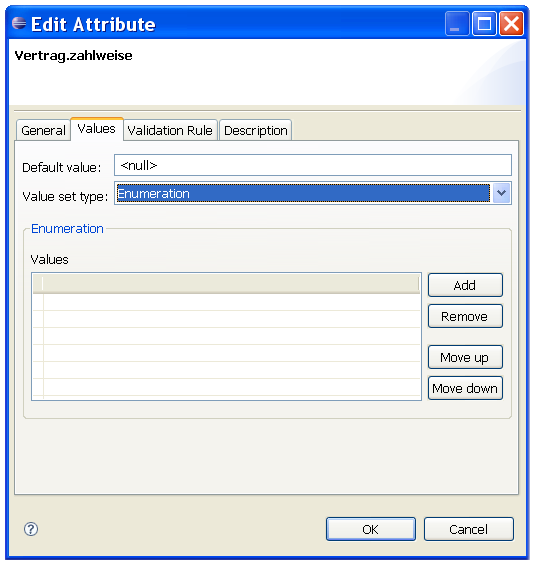 Edit Attribute
Vertrag.zahlweise
General Values Validation Rule Description
Default value: <null>
Value set type: Enumeration
Enumeration
Values
Add
Remove
Move up
Move down
? OK Cancel